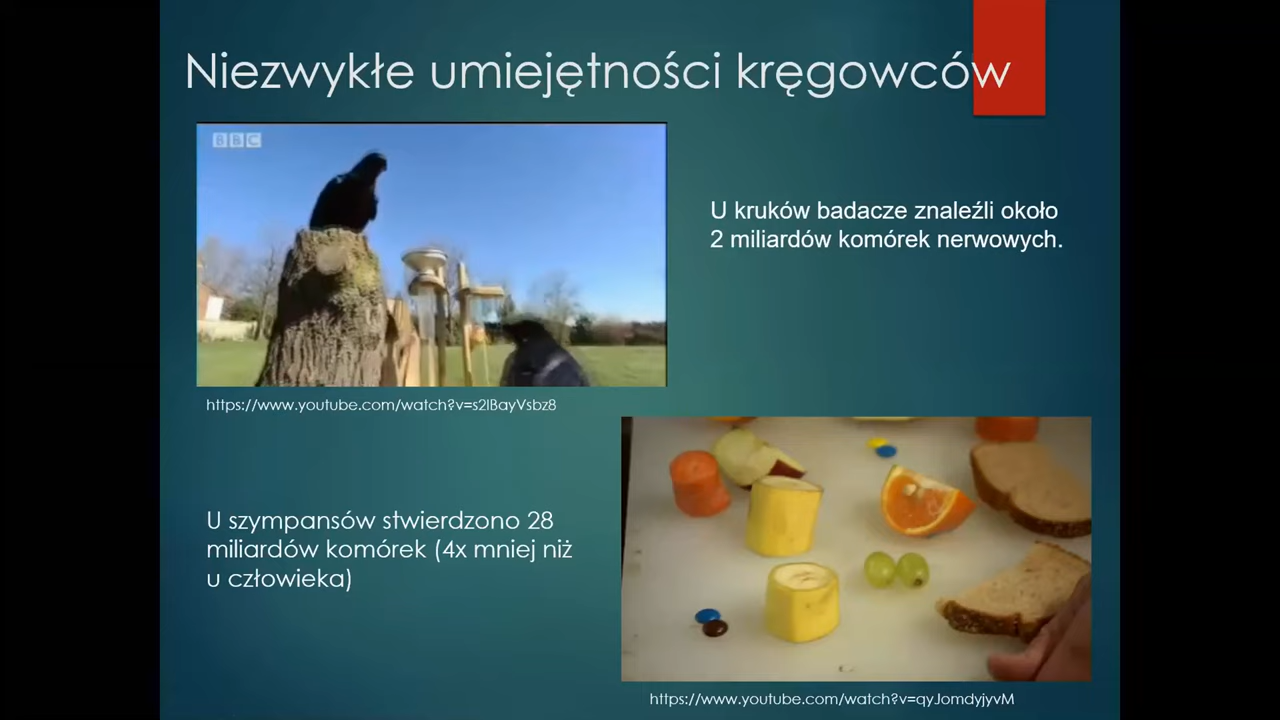 Niezwykłe umiejętności kręgowców
BBC
U kruków badacze znaleźli około
2 miliardów komórek nerwowych.
https://www.youtube.com/watch?v=s2IBayVsbz8
U szympansów stwierdzono 28
miliardów komórek (4x mniej niż
u człowieka)
https://www.youtube.com/watch?v=qyJomdyjyvM